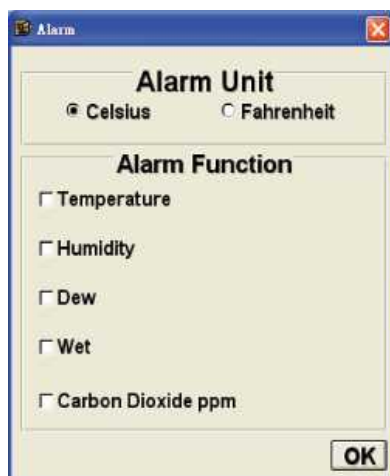 Alarm
Alarm Unit
Celsius Fahrenheit
Alarm Function
Temperature
Humidity
Dew
Wet
Carbon Dioxide ppm
OK